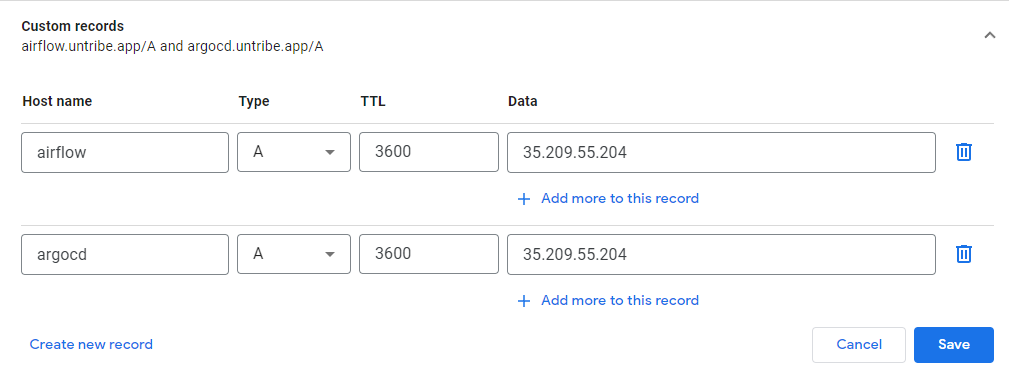 Custom records
airflow.untribe.app/A and argocd.untribe.app/A
Host name Type TTL Data
airflow A 3600 35.209.55.204
Add more to this record
argocd A 3600 35.209.55.204
Add more to this record
Create new record Cancel Save